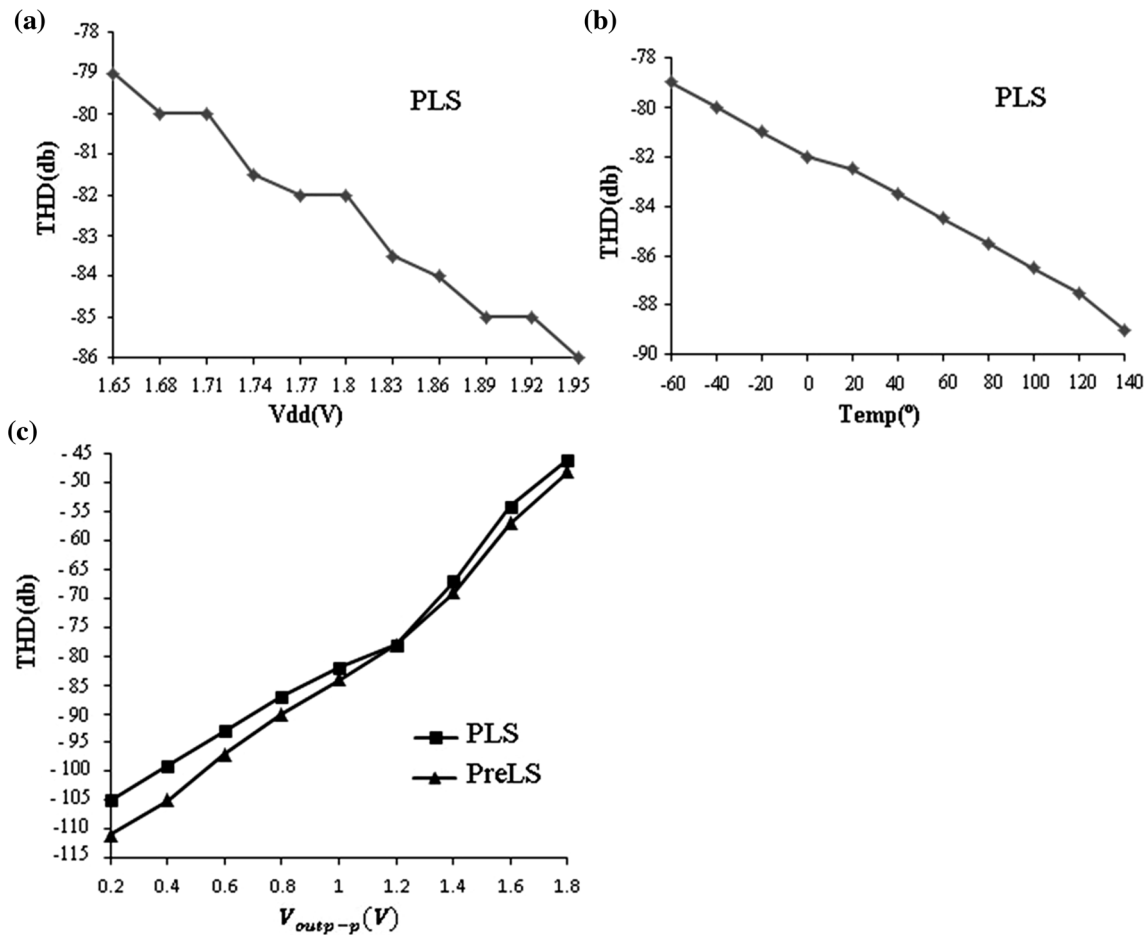 (a)
-78
-79
-80
-81
-82
-83
-84
-85
-86
THD(db)
PLS
1.65 1.68 1.71 1.74 1.77 1.8 1.83 1.86 1.89 1.92 1.95
Vdd(V)
(b)
-78
-80
-82
-84
-86
-88
-90
THD(db)
PLS
-60 -40 -20 0 20 40 60 80 100 120 140
Temp(º)
(c)
- 45
- 50
- 55
- 60
- 65
- 70
- 75
- 80
- 85
- 90
- 95
- 100
- 105
- 110
- 115
THD(db)
PLS
PreLS
0.2 0.4 0.6 0.8 1 1.2 1.4 1.6 1.8
Voutp−p(V)